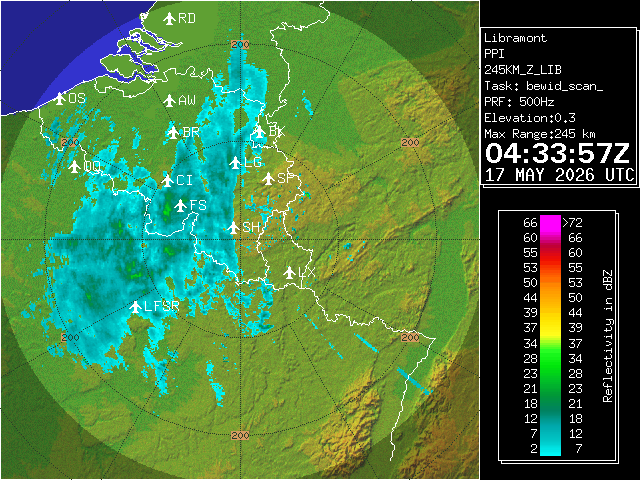 Libramont
PPI
245KM_Z_LIB
Task: bewid_scan_
PRF: 500Hz
Elevation:0.3
Max Range:245 km
04:33:57Z
17 MAY 2026 UTC
RD
200
OS
AW
BR
BK
200
200
LG
CI
SP
FS
SH
LX
LFSR
200
200
200
66 >72
60 66
55 60
53 55
50 53
44 50
39 44
37 39
34 37
28 34
23 28
21 23
18 21
12 18
7 12
2 7
Reflectivity in dBZ